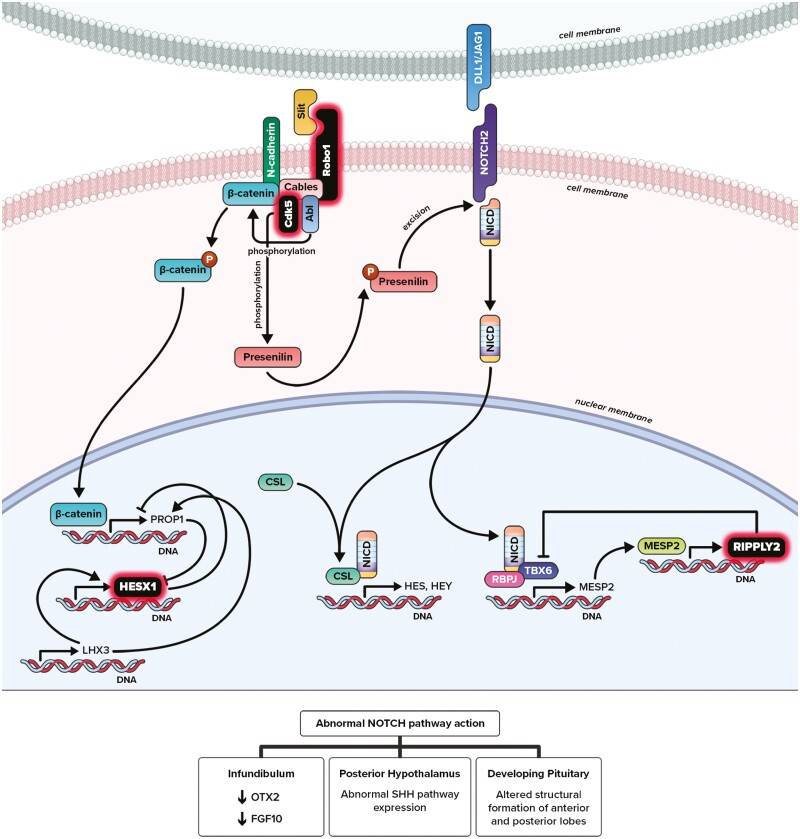 cell membrane
DLL1/JAG1
Slit
Robo1
N-cadherin
NOTCH2
cell membrane
Cables
β-catenin
Cdk5
Abl
NICD
excision
phosphorylation
phosphorylation
P
β-catenin
P
Presenilin
NICD
Presenilin
nuclear membrane
CSL
β-catenin
PROP1
DNA
NICD
CSL
HES, HEY
DNA
NICD
RBPJ
TBX6
MESP2
DNA
MESP2
RIPPLY2
DNA
HESX1
DNA
LHX3
DNA
Abnormal NOTCH pathway action
Infundibulum
↓ OTX2
↓ FGF10
Posterior Hypothalamus
Abnormal SHH pathway
expression
Developing Pituitary
Altered structural
formation of anterior
and posterior lobes